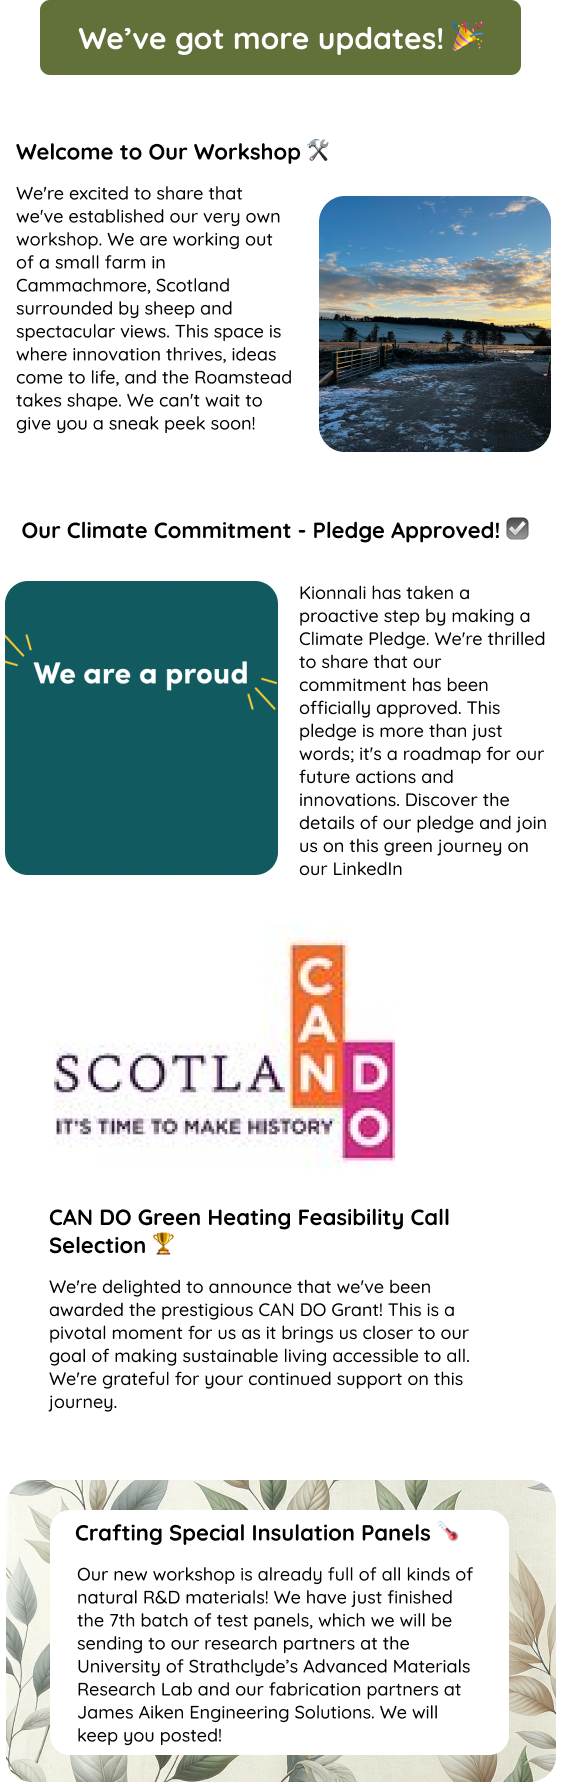 We’ve got more updates! 🎉
Welcome to Our Workshop 🛠
We're excited to share that
we've established our very own
workshop. We are working out
of a small farm in
Cammachmore, Scotland
surrounded by sheep and
spectacular views. This space is
where innovation thrives, ideas
come to life, and the Roamstead
takes shape. We can't wait to
give you a sneak peek soon!
Our Climate Commitment - Pledge Approved! ☑
We are a proud
Kionnali has taken a
proactive step by making a
Climate Pledge. We're thrilled
to share that our
commitment has been
officially approved. This
pledge is more than just
words; it's a roadmap for our
future actions and
innovations. Discover the
details of our pledge and join
us on this green journey on
our LinkedIn
SCOTLAND
CAN DO
IT'S TIME TO MAKE HISTORY
CAN DO Green Heating Feasibility Call
Selection 🏆
We're delighted to announce that we've been
awarded the prestigious CAN DO Grant! This is a
pivotal moment for us as it brings us closer to our
goal of making sustainable living accessible to all.
We're grateful for your continued support on this
journey.
Crafting Special Insulation Panels 🌡
Our new workshop is already full of all kinds of
natural R&D materials! We have just finished
the 7th batch of test panels, which we will be
sending to our research partners at the
University of Strathclyde’s Advanced Materials
Research Lab and our fabrication partners at
James Aiken Engineering Solutions. We will
keep you posted!